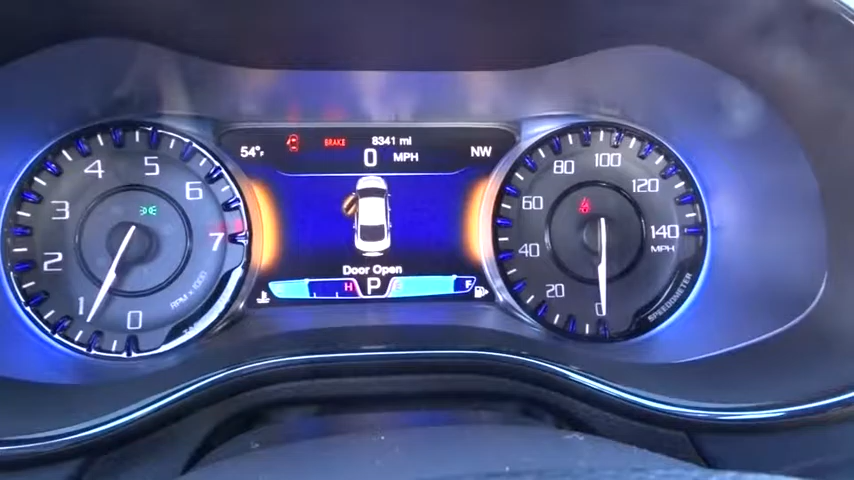 54°F BRAKE 8341 mi
0 MPH NW
Door Open
H P F
0 1 2 3 4 5 6 7
RPM x 1000
0 20 40 60 80 100 120 140
MPH
SPEEDOMETER